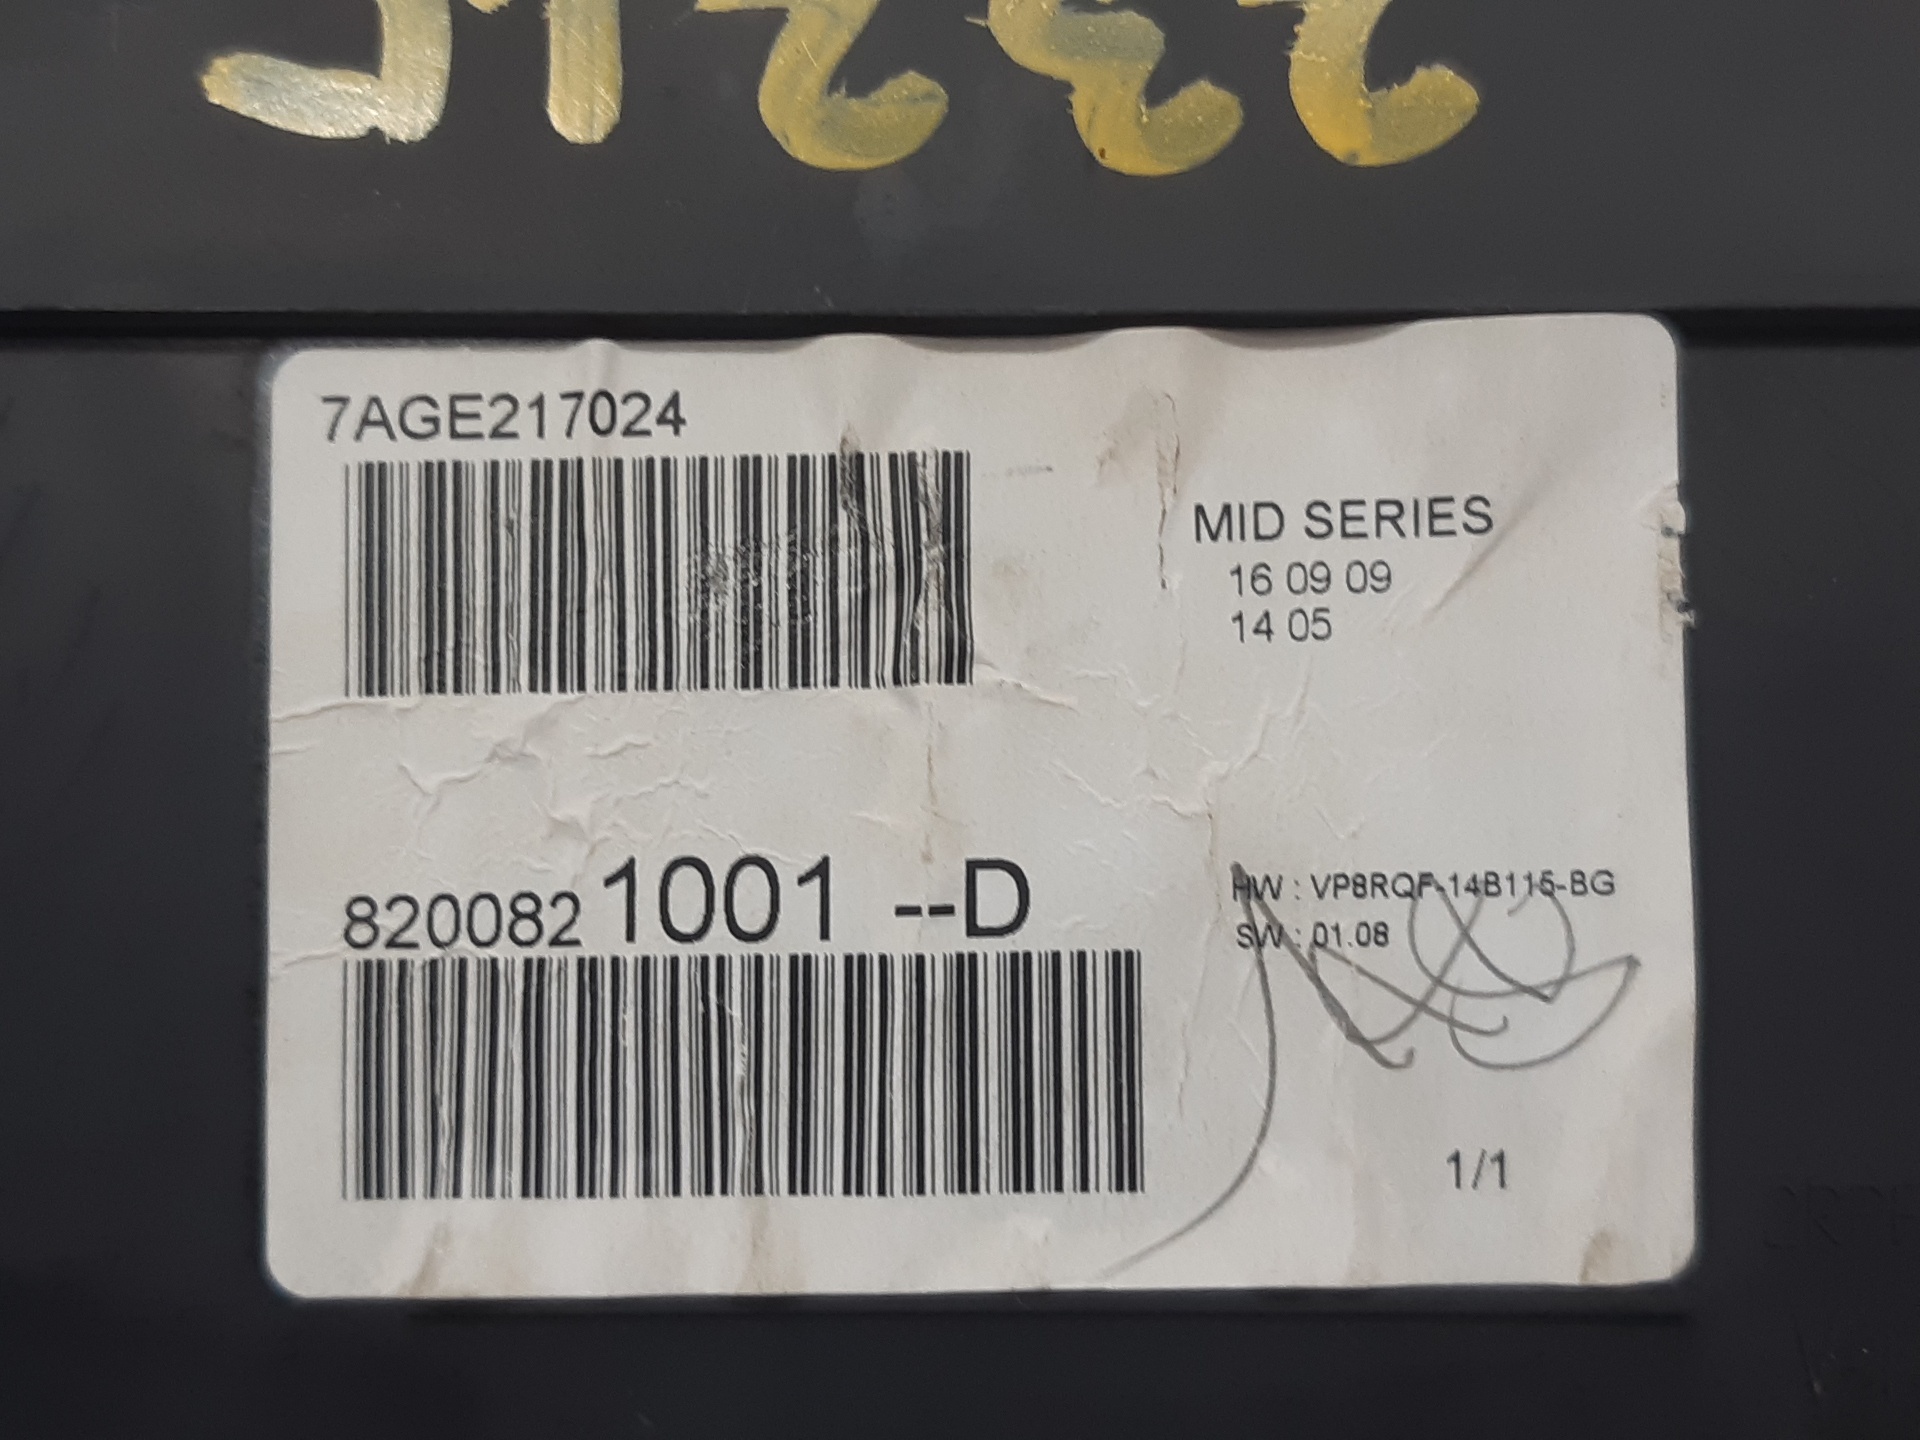 7AGE217024
MID SERIES
16 09 09
14 05
8200821001 --D
HW : VP8RQF-14B115-BG
SW : 01.08
1/1